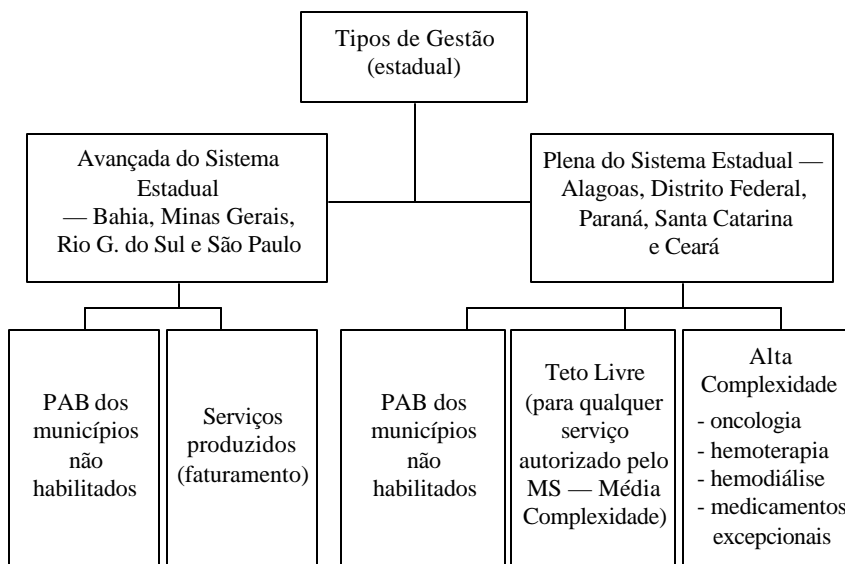 Tipos de Gestão
(estadual)
Avançada do Sistema
Estadual
— Bahia, Minas Gerais,
Rio G. do Sul e São Paulo
Plena do Sistema Estadual —
Alagoas, Distrito Federal,
Paraná, Santa Catarina
e Ceará
PAB dos
municípios
não
habilitados
Serviços
produzidos
(faturamento)
PAB dos
municípios
não
habilitados
Teto Livre
(para qualquer
serviço
autorizado pelo
MS — Média
Complexidade)
Alta
Complexidade
- oncologia
- hemoterapia
- hemodiálise
- medicamentos
excepcionais